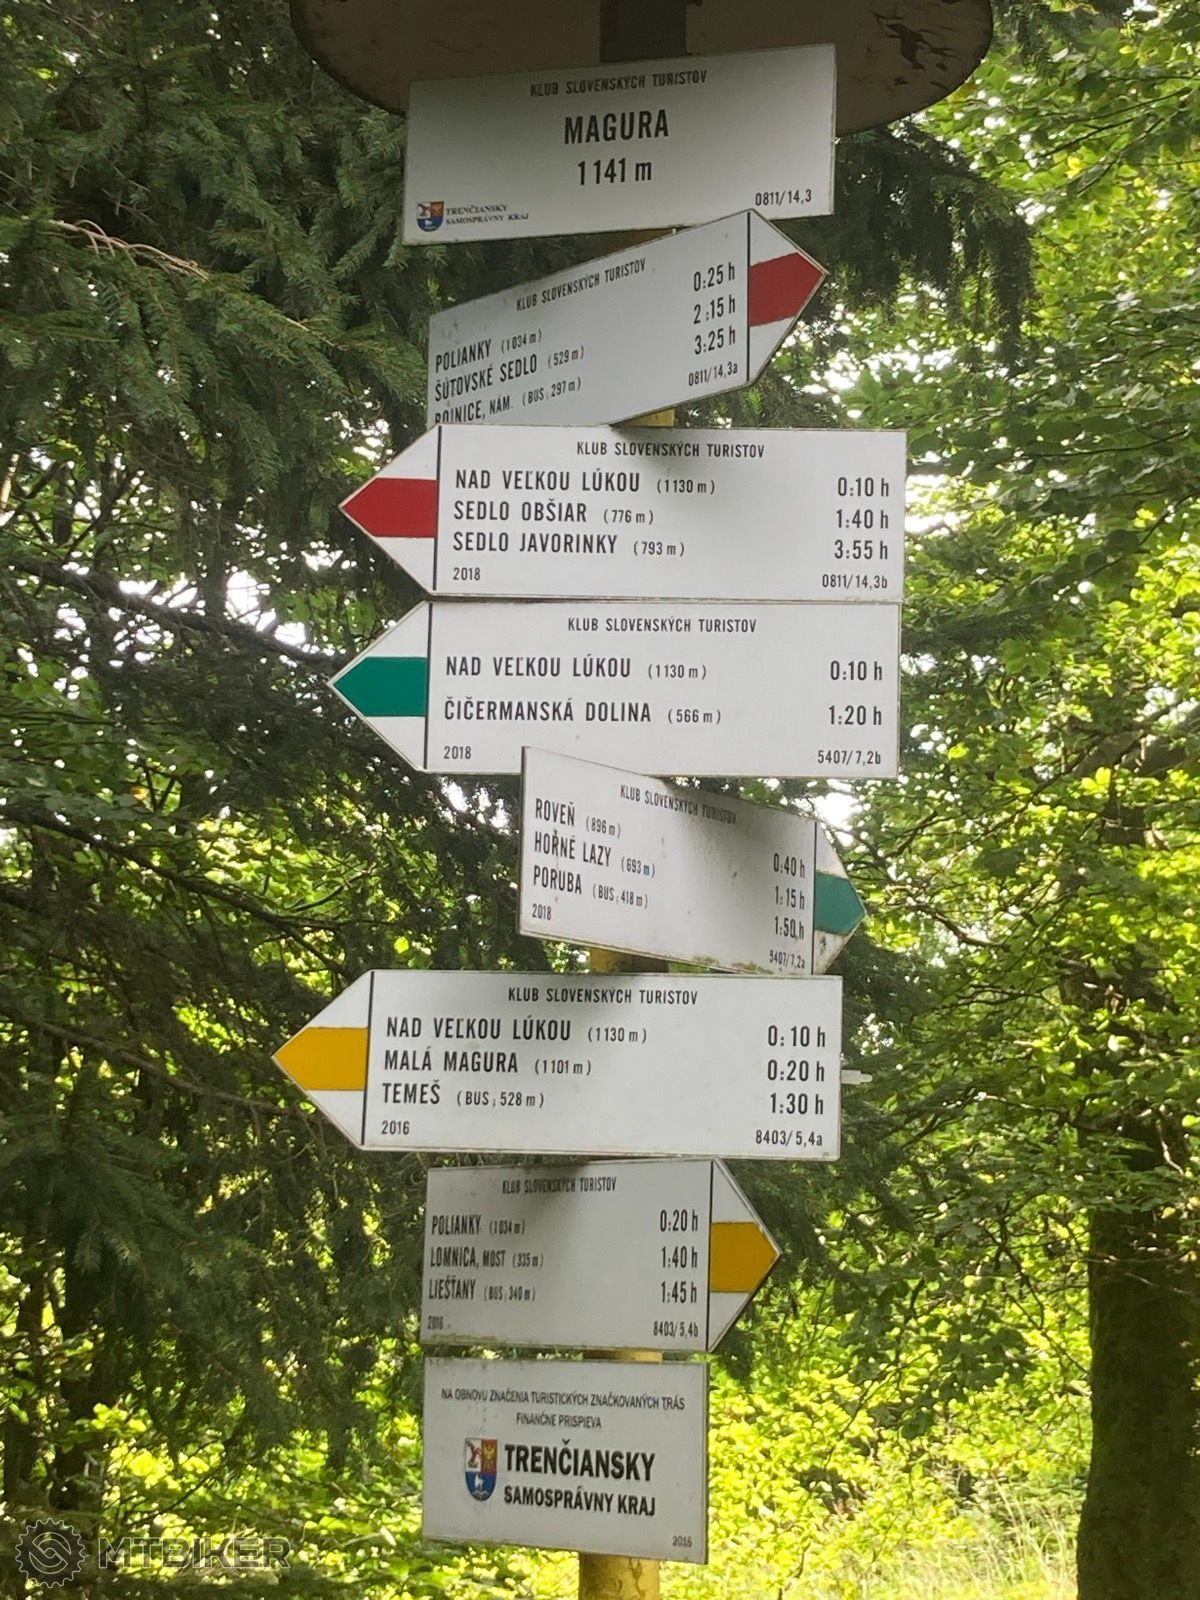 KLUB SLOVENSKÝCH TURISTOV
MAGURA
1141 m
TRENČIANSKY
SAMOSPRÁVNY KRAJ
0811/14,3
KLUB SLOVENSKÝCH TURISTOV
POLIANKY (1034 m) 0:25 h
ŠÚTOVSKÉ SEDLO (529 m) 2:15 h
BOJNICE, NÁM. (BUS; 297 m) 3:25 h
0811/14,3a
KLUB SLOVENSKÝCH TURISTOV
NAD VEĽKOU LÚKOU (1130 m) 0:10 h
SEDLO OBŠIAR (776 m) 1:40 h
SEDLO JAVORINKY (793 m) 3:55 h
2018 0811/14,3b
KLUB SLOVENSKÝCH TURISTOV
NAD VEĽKOU LÚKOU (1130 m) 0:10 h
ČIČERMANSKÁ DOLINA (566 m) 1:20 h
2018 5407/7,2b
KLUB SLOVENSKÝCH TURISTOV
ROVEŇ (896 m) 0:40 h
HORNÉ LAZY (693 m) 1:15 h
PORUBA (BUS; 418 m) 1:50 h
2018 5407/7,2a
KLUB SLOVENSKÝCH TURISTOV
NAD VEĽKOU LÚKOU (1130 m) 0:10 h
MALÁ MAGURA (1101 m) 0:20 h
TEMEŠ (BUS; 528 m) 1:30 h
2016 8403/5,4a
KLUB SLOVENSKÝCH TURISTOV
POLIANKY (1034 m) 0:20 h
LOMNICA, MOST (335 m) 1:40 h
LIEŠŤANY (BUS; 340 m) 1:45 h
2016 8403/5,4b
NA OBNOVU ZNAČENIA TURISTICKÝCH ZNAČKOVANÝCH TRÁS
FINANČNE PRISPIEVA
TRENČIANSKY
SAMOSPRÁVNY KRAJ
2016
MTBIKER